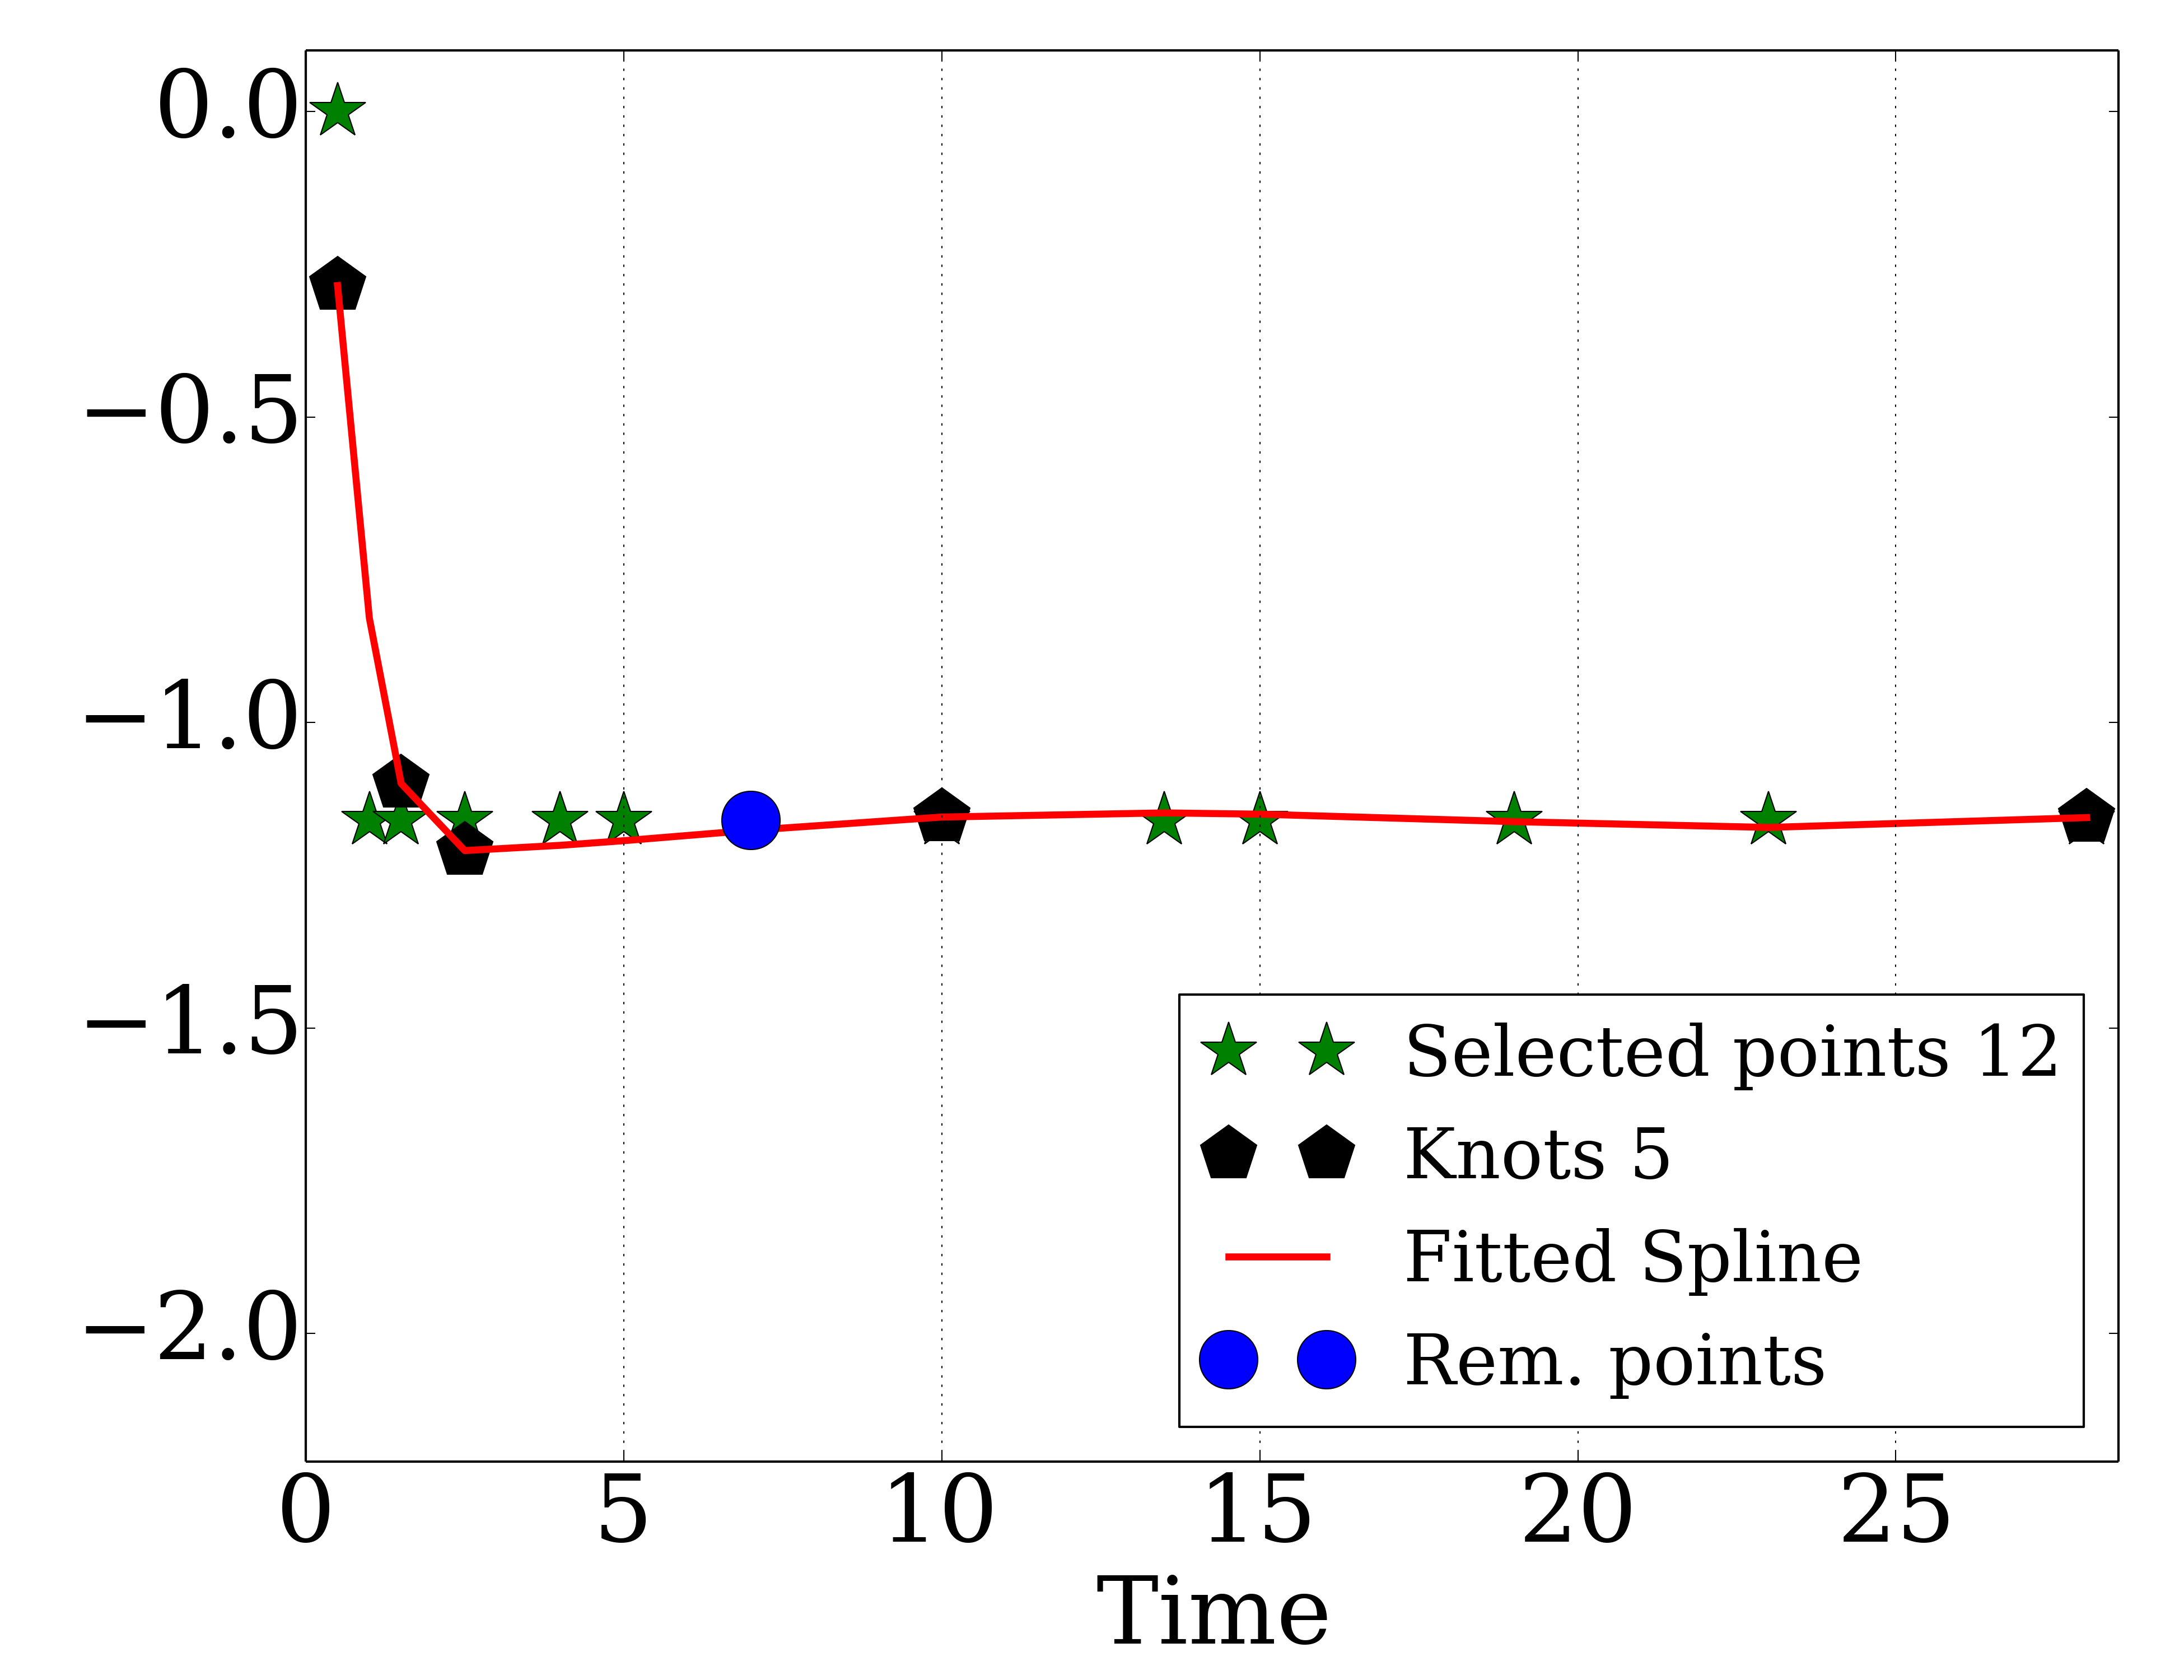 0.0
−0.5
−1.0
−1.5
−2.0
Selected points 12
Knots 5
Fitted Spline
Rem. points
0 5 10 15 20 25
Time